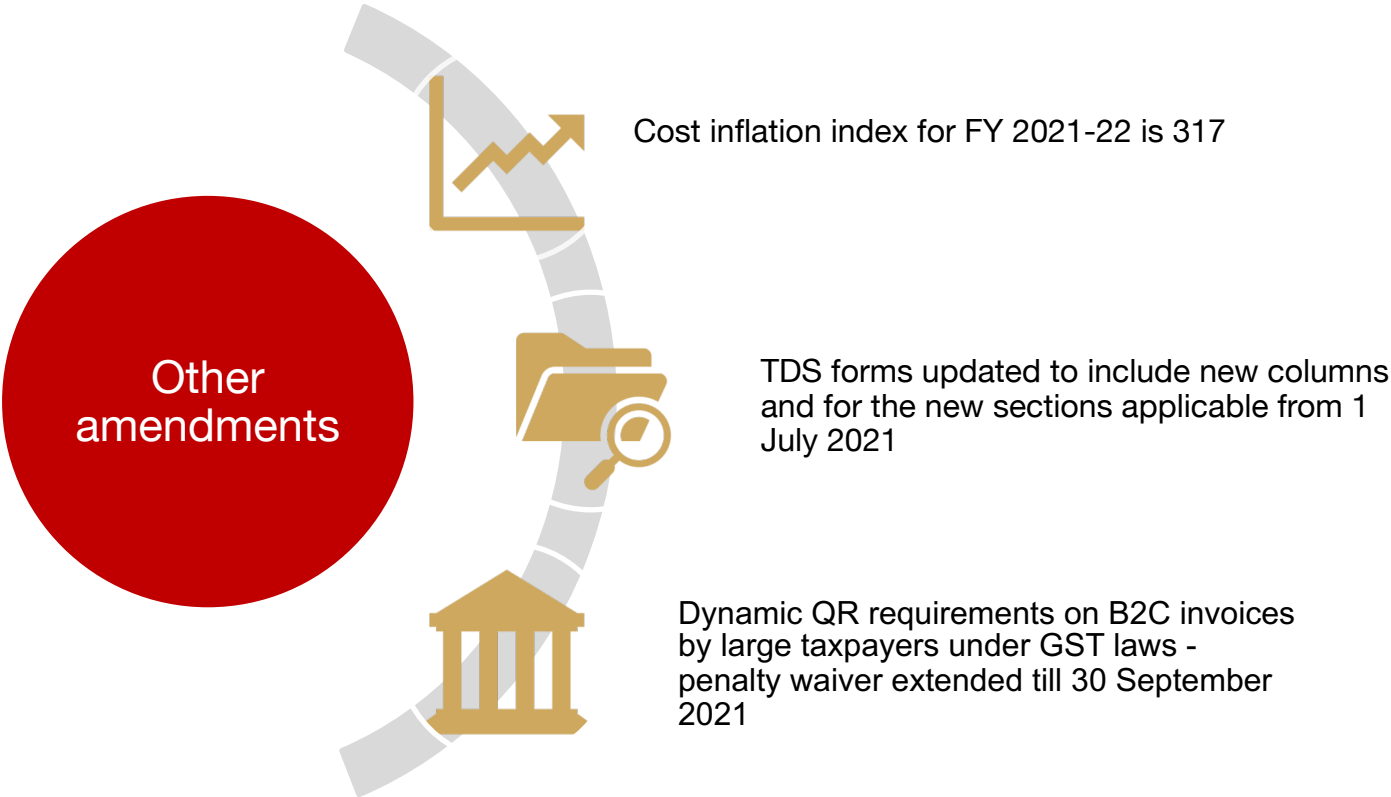 Other
amendments
Cost inflation index for FY 2021-22 is 317
TDS forms updated to include new columns
and for the new sections applicable from 1
July 2021
Dynamic QR requirements on B2C invoices
by large taxpayers under GST laws -
penalty waiver extended till 30 September
2021